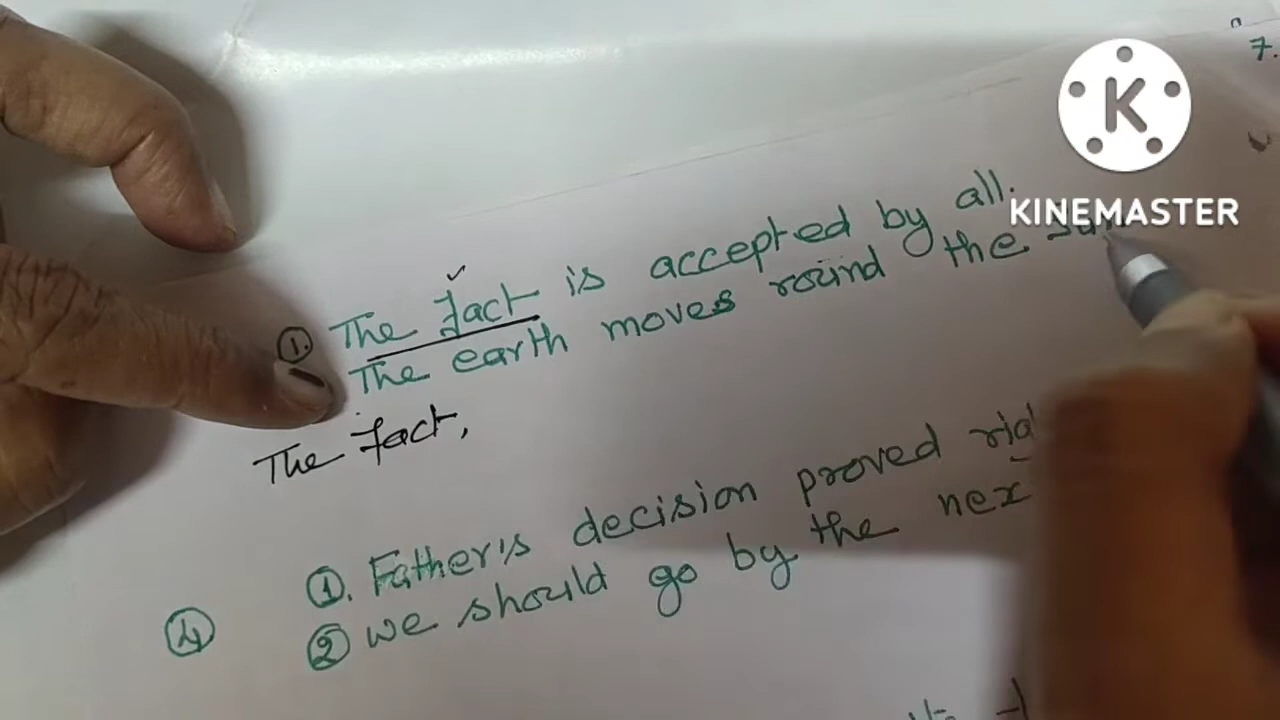 7.
KINEMASTER
1. The fact is accepted by all.
The earth moves round the sun
The fact,
4 1. Father's decision proved
2 we should go by the